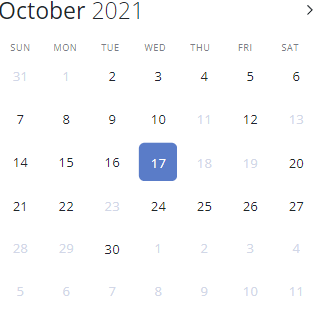 October 2021
SUN MON TUE WED THU FRI SAT
31 1 2 3 4 5 6
7 8 9 10 11 12 13
14 15 16 17 18 19 20
21 22 23 24 25 26 27
28 29 30 1 2 3 4
5 6 7 8 9 10 11